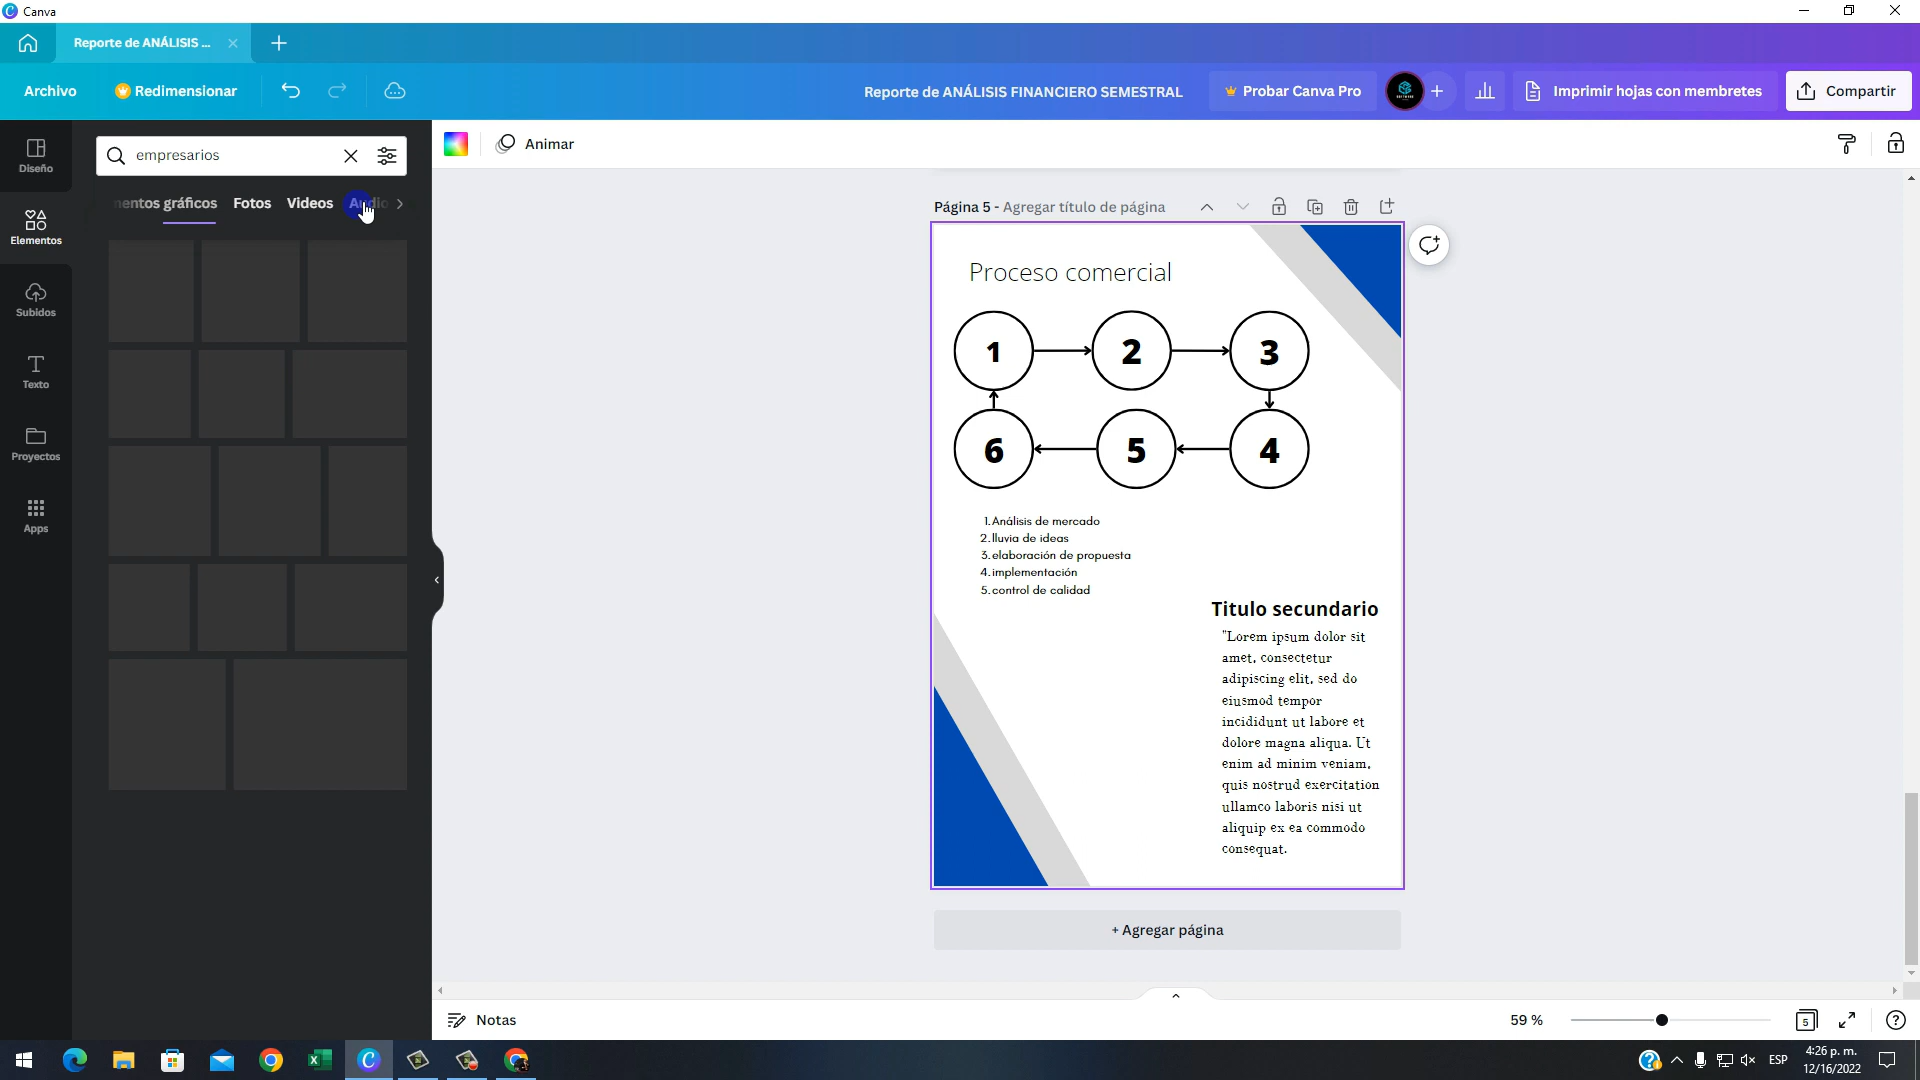 Canva
Reporte de ANÁLISIS ...
Archivo
Redimensionar
Reporte de ANÁLISIS FINANCIERO SEMESTRAL
Probar Canva Pro
Imprimir hojas con membretes
Compartir
Diseño
Elementos
Subidos
Texto
Proyectos
Apps
empresarios
mentos gráficos
Fotos
Videos
Audio
Animar
Página 5 - Agregar título de página
Proceso comercial
1
2
3
6
5
4
1. Análisis de mercado
2. lluvia de ideas
3. elaboración de propuesta
4. implementación
5. control de calidad
Titulo secundario
"Lorem ipsum dolor sit
amet, consectetur
adipiscing elit, sed do
eiusmod tempor
incididunt ut labore et
dolore magna aliqua. Ut
enim ad minim veniam,
quis nostrud exercitation
ullamco laboris nisi ut
aliquip ex ea commodo
consequat.
+ Agregar página
Notas
59 %
5
ESP
4:26 p. m.
12/16/2022